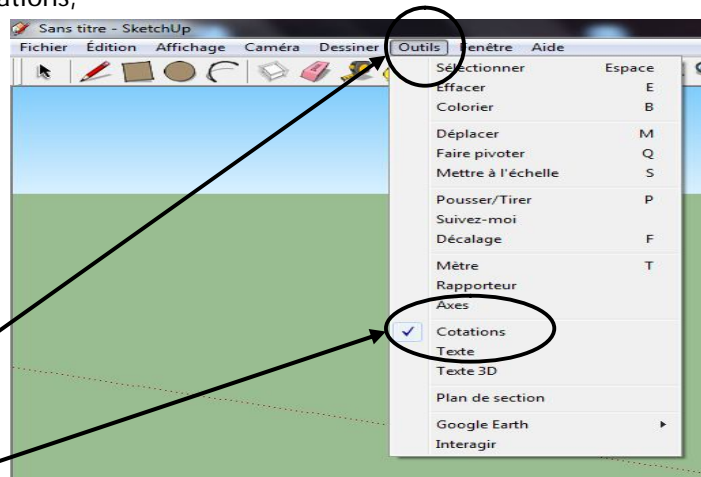 ations,
Sans titre - SketchUp
Fichier Édition Affichage Caméra Dessiner Outils Fenêtre Aide
Sélectionner Espace
Effacer E
Colorier B
Déplacer M
Faire pivoter Q
Mettre à l'échelle S
Pousser/Tirer P
Suivez-moi
Décalage F
Mètre T
Rapporteur
Axes
Cotations
Texte
Texte 3D
Plan de section
Google Earth
Interagir